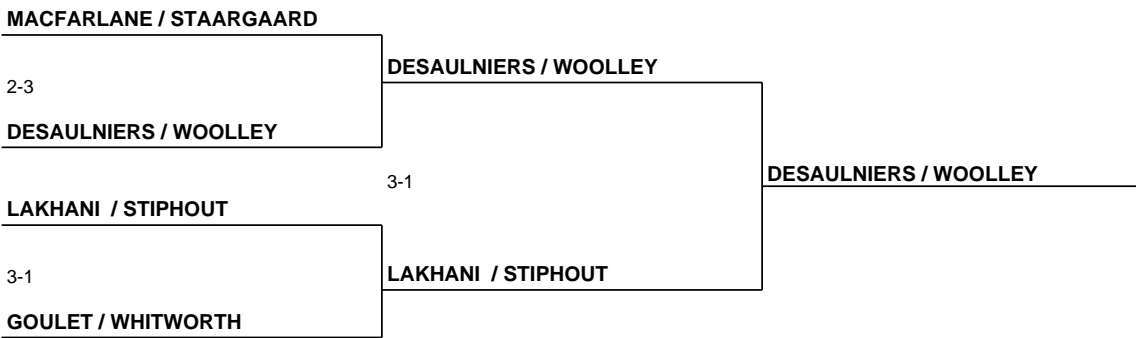 MACFARLANE / STAARGAARD
DESAULNIERS / WOOLLEY
2-3
DESAULNIERS / WOOLLEY
3-1
DESAULNIERS / WOOLLEY
LAKHANI / STIPHOUT
3-1
LAKHANI / STIPHOUT
GOULET / WHITWORTH